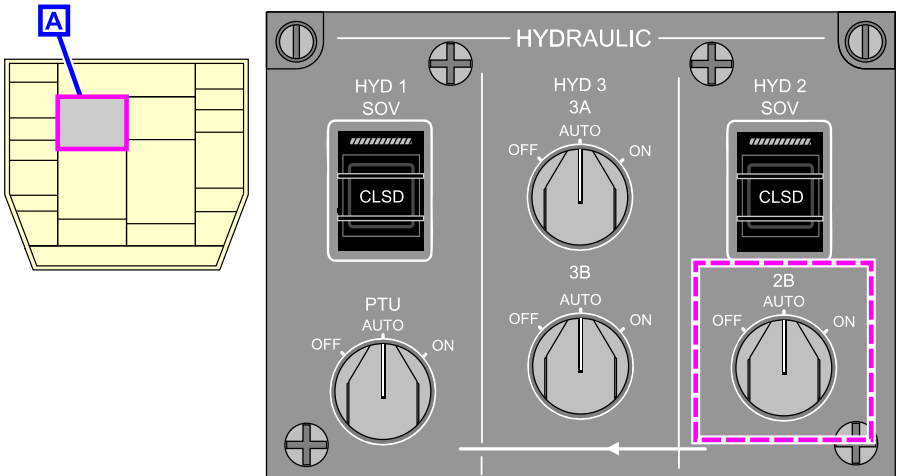 A
HYDRAULIC
HYD 1
SOV
CLSD
HYD 3
3A
AUTO
OFF
ON
HYD 2
SOV
CLSD
PTU
AUTO
OFF
ON
3B
AUTO
OFF
ON
2B
AUTO
OFF
ON